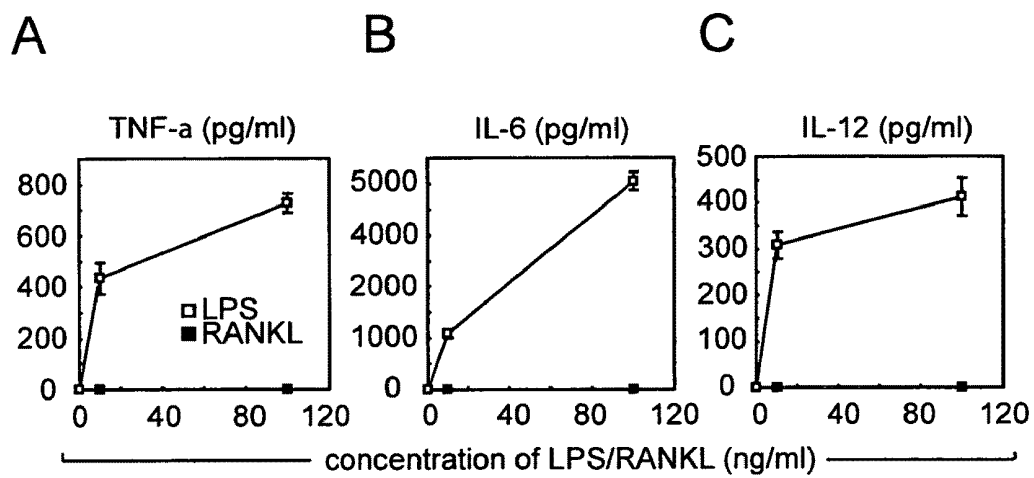 A
B
C
TNF-a (pg/ml)
IL-6 (pg/ml)
IL-12 (pg/ml)
800
600
400
200
0
5000
4000
2000
1000
0
500
400
300
200
100
0
LPS
RANKL
0 40 80 120
0 40 80 120
0 40 80 120
concentration of LPS/RANKL (ng/ml)